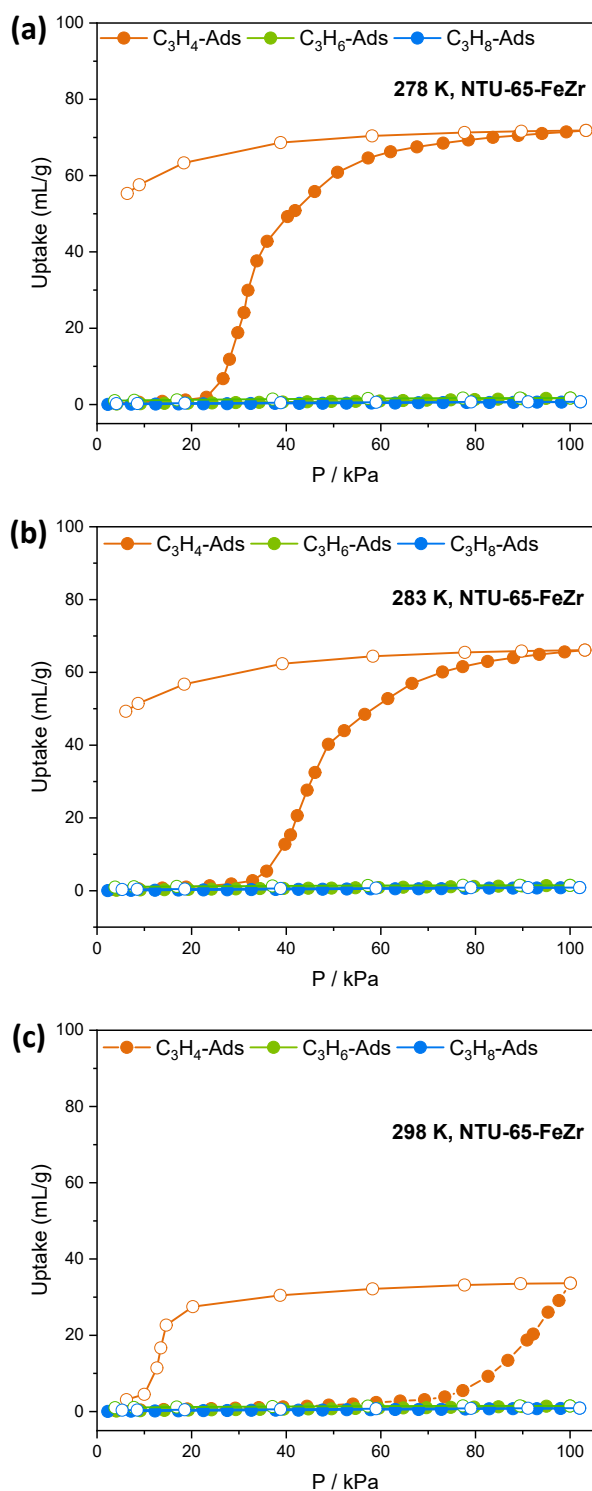 (a)
C₃H₄-Ads C₃H₆-Ads C₃H₈-Ads
278 K, NTU-65-FeZr
100
80
60
40
20
0
Uptake (mL/g)
0 20 40 60 80 100
P / kPa
(b)
C₃H₄-Ads C₃H₆-Ads C₃H₈-Ads
283 K, NTU-65-FeZr
100
80
60
40
20
0
Uptake (mL/g)
0 20 40 60 80 100
P / kPa
(c)
C₃H₄-Ads C₃H₆-Ads C₃H₈-Ads
298 K, NTU-65-FeZr
100
80
60
40
20
0
Uptake (mL/g)
0 20 40 60 80 100
P / kPa